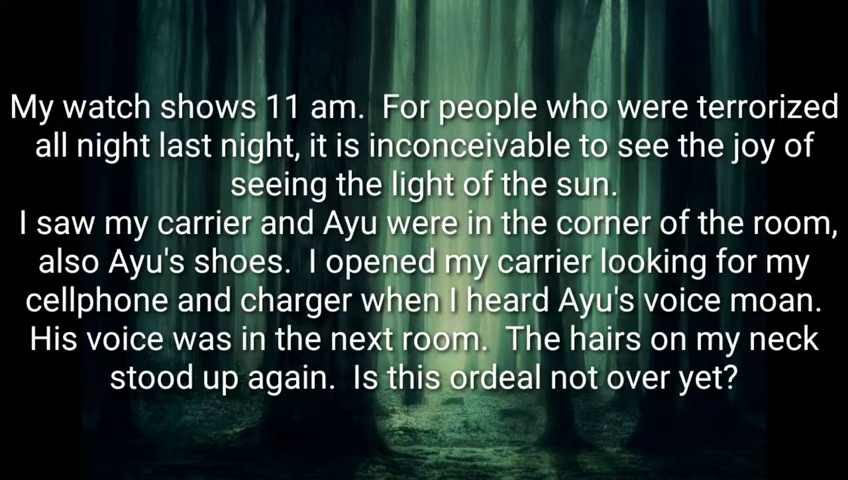 My watch shows 11 am.  For people who were terrorized
all night last night, it is inconceivable to see the joy of
seeing the light of the sun.
I saw my carrier and Ayu were in the corner of the room,
also Ayu's shoes.  I opened my carrier looking for my
cellphone and charger when I heard Ayu's voice moan.
His voice was in the next room.  The hairs on my neck
stood up again.  Is this ordeal not over yet?